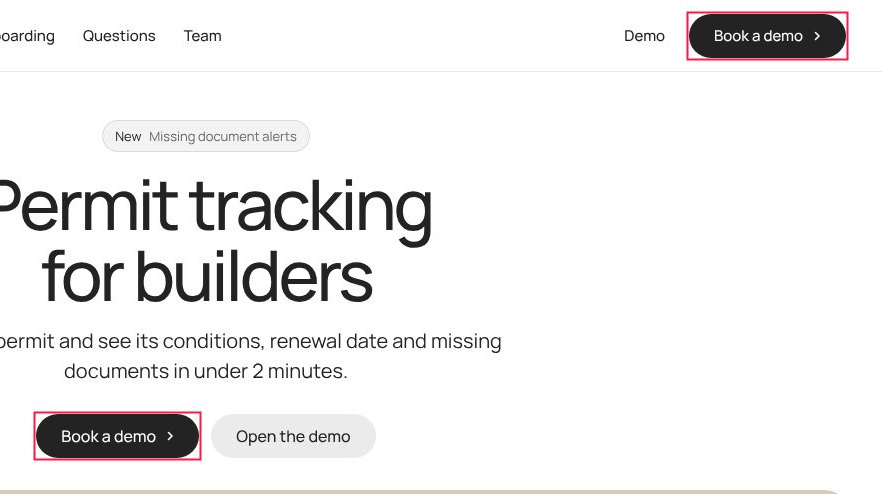 Questions
Team
Demo
Book a demo
New Missing document alerts
Permit tracking
for builders
permit and see its conditions, renewal date and missing
documents in under 2 minutes.
Book a demo
Open the demo